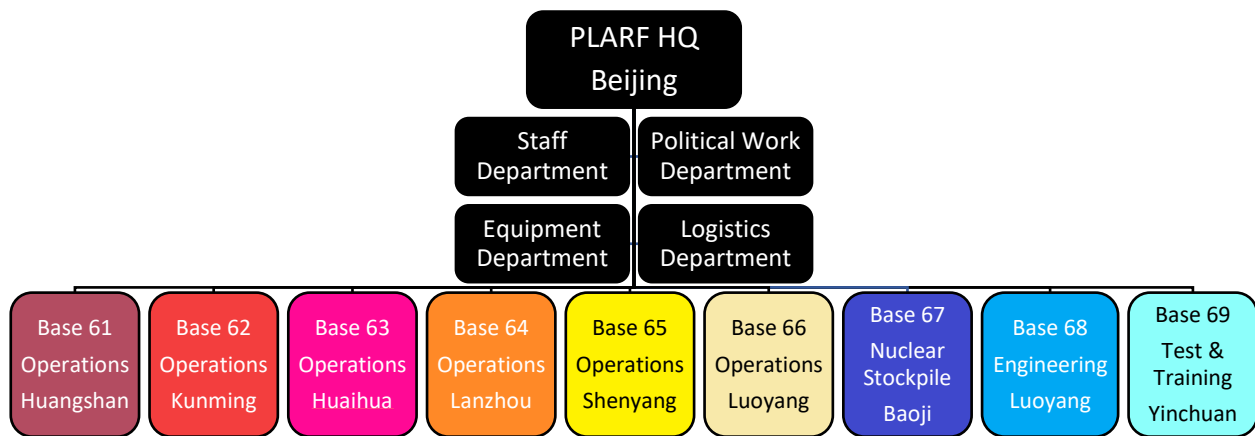 PLARF HQ
Beijing
Staff
Department
Political Work
Department
Equipment
Department
Logistics
Department
Base 61
Operations
Huangshan
Base 62
Operations
Kunming
Base 63
Operations
Huaihua
Base 64
Operations
Lanzhou
Base 65
Operations
Shenyang
Base 66
Operations
Luoyang
Base 67
Nuclear
Stockpile
Baoji
Base 68
Engineering
Luoyang
Base 69
Test &
Training
Yinchuan